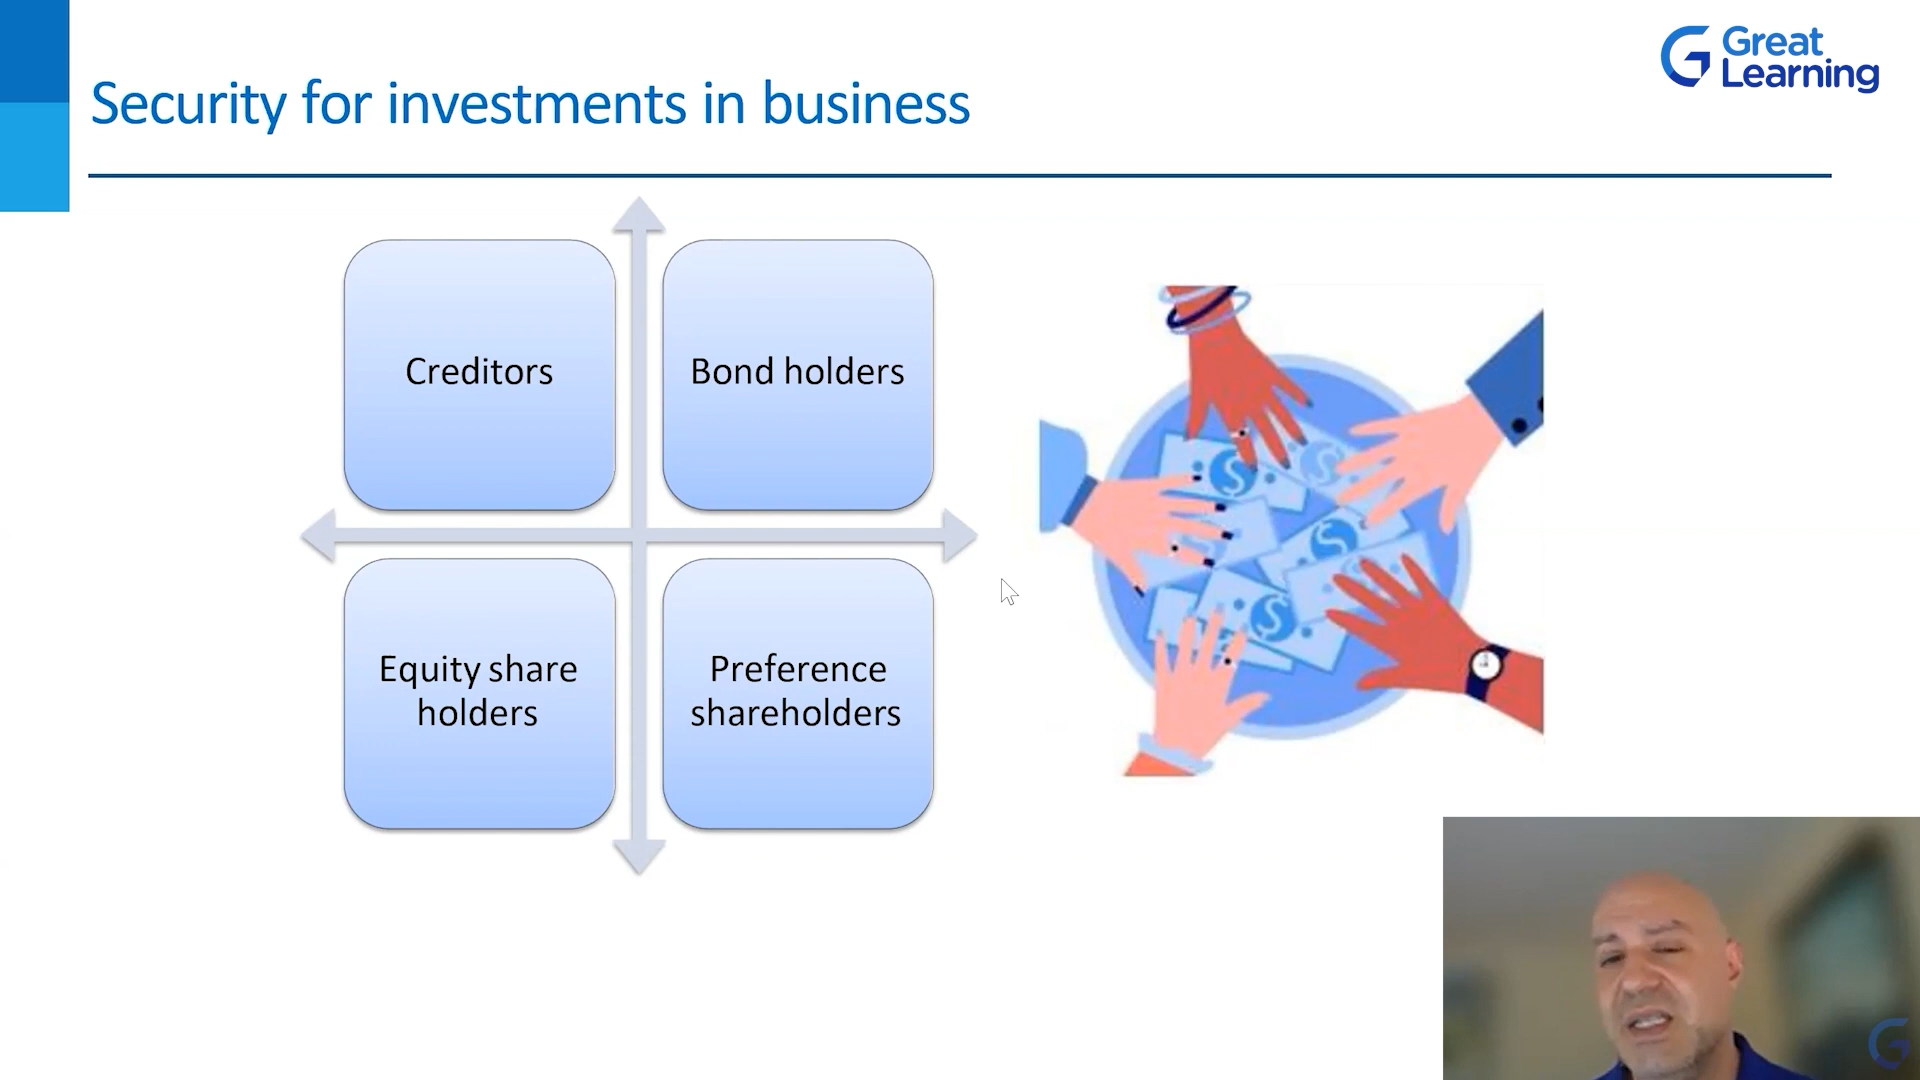 Great
Learning
Security for investments in business
Creditors
Bond holders
Equity share
holders
Preference
shareholders